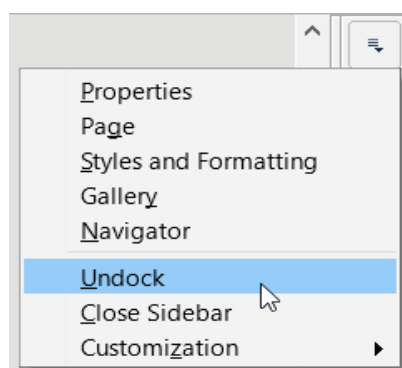 Properties
Page
Styles and Formatting
Gallery
Navigator
Undock
Close Sidebar
Customization